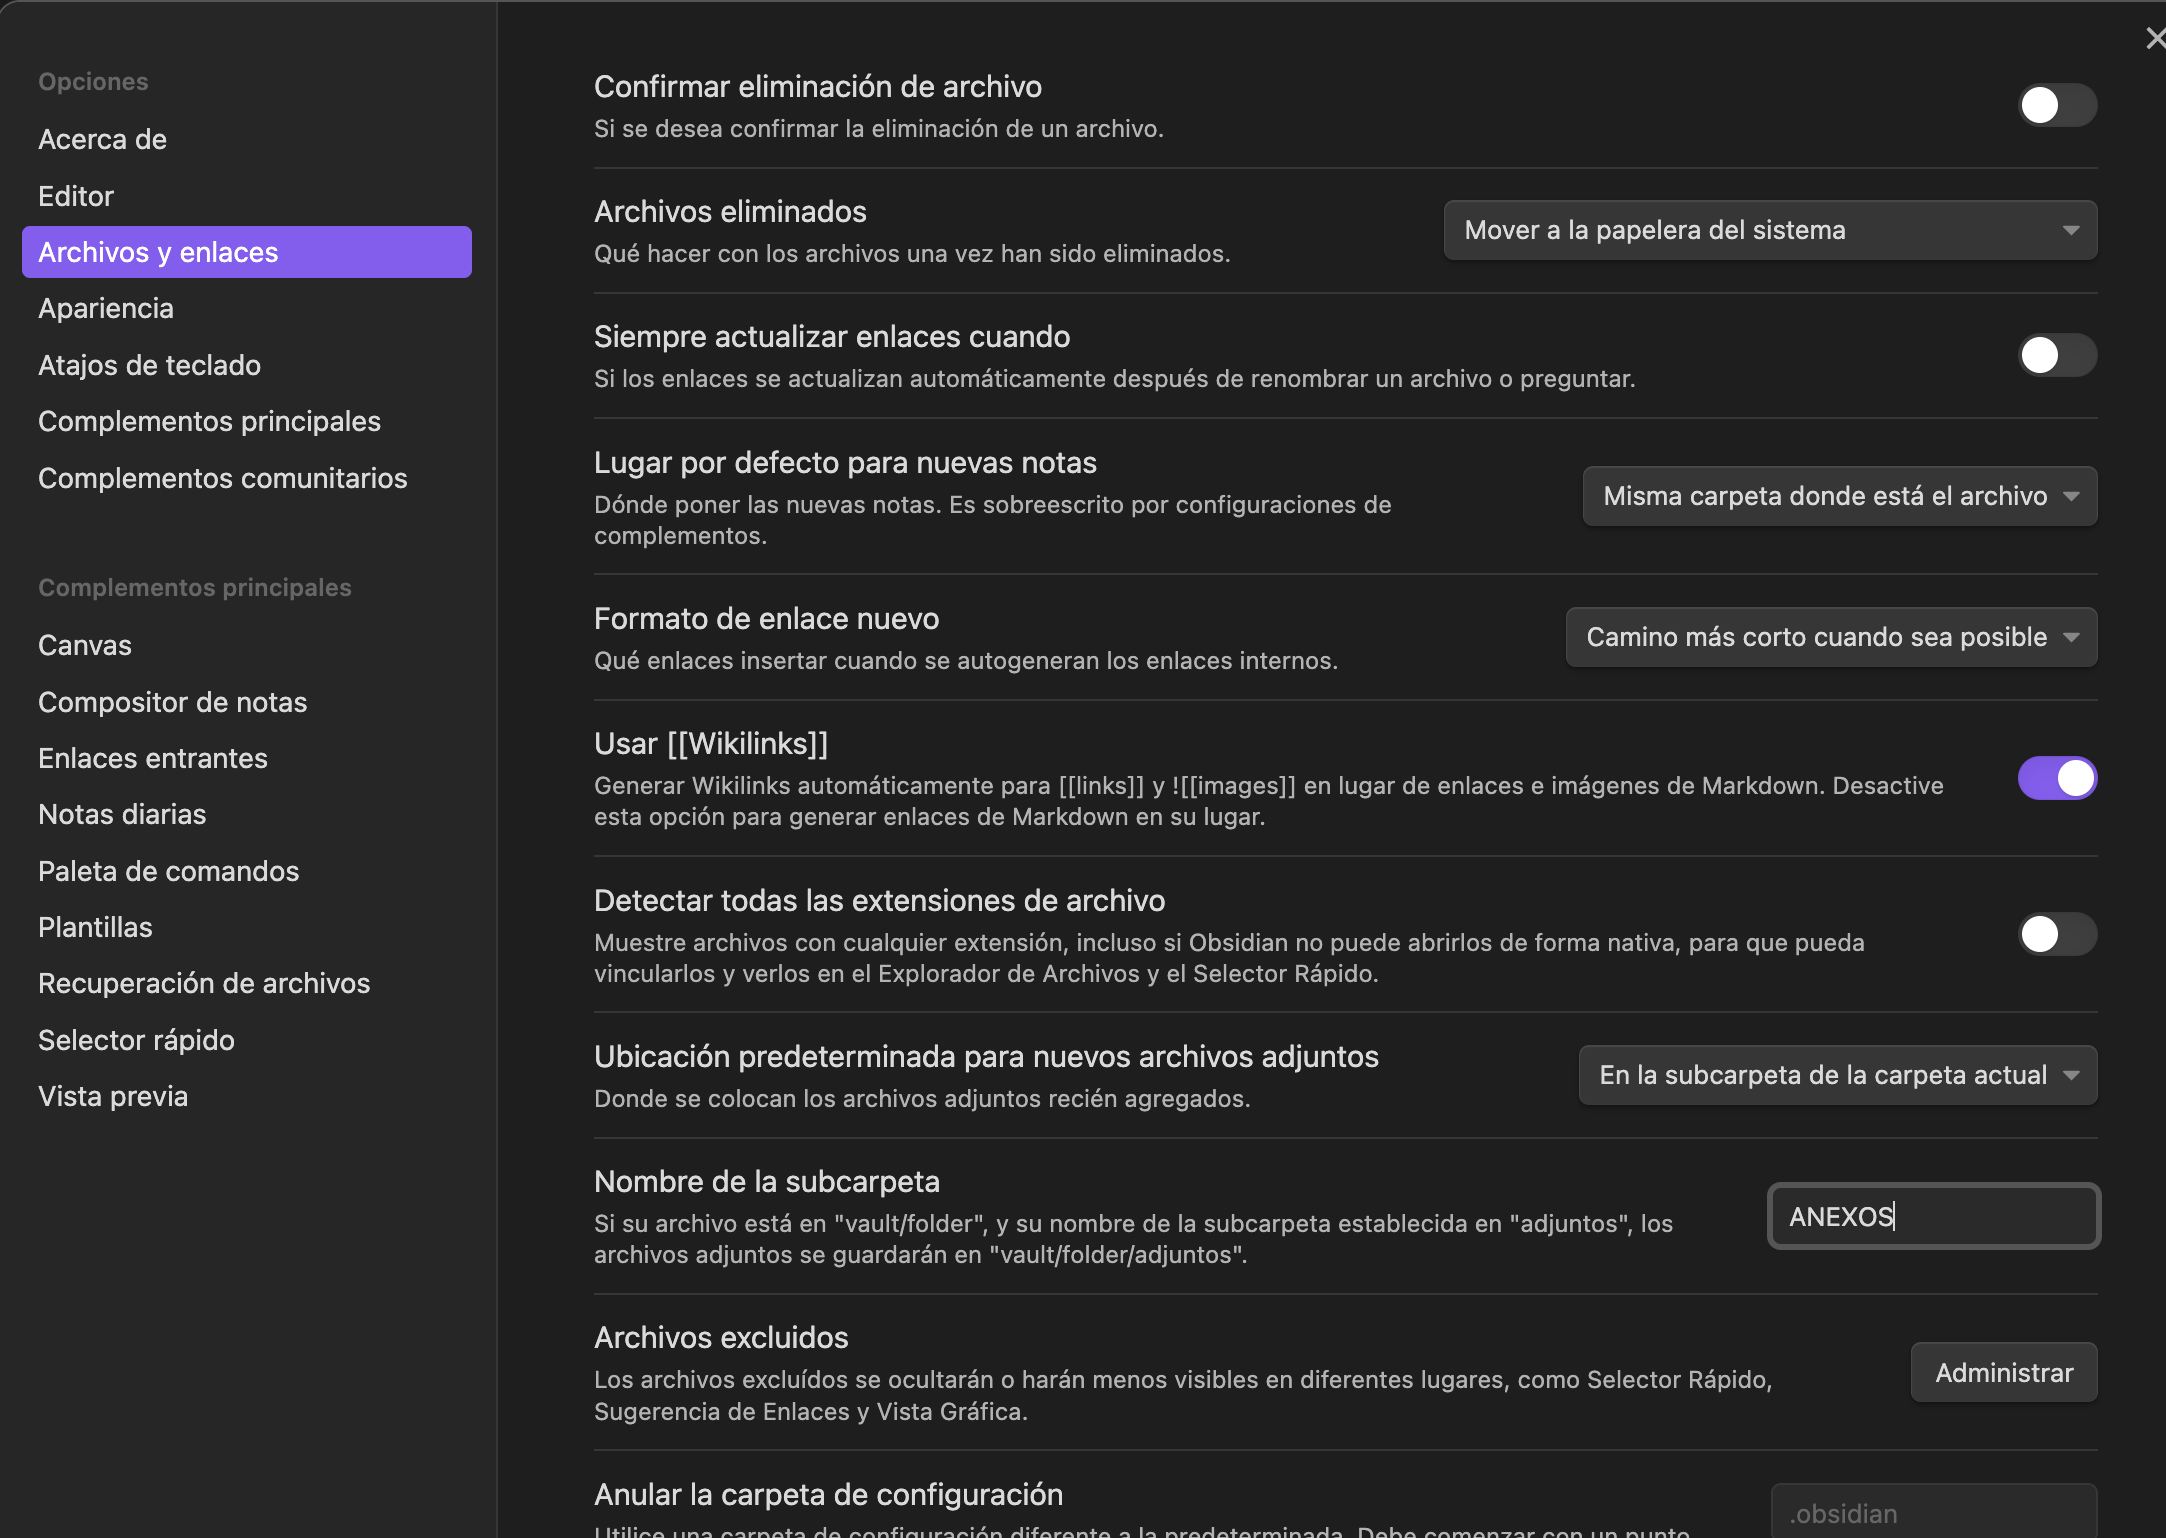 Opciones
Acerca de
Editor
Archivos y enlaces
Apariencia
Atajos de teclado
Complementos principales
Complementos comunitarios
Complementos principales
Canvas
Compositor de notas
Enlaces entrantes
Notas diarias
Paleta de comandos
Plantillas
Recuperación de archivos
Selector rápido
Vista previa
Confirmar eliminación de archivo
Si se desea confirmar la eliminación de un archivo.
Archivos eliminados
Qué hacer con los archivos una vez han sido eliminados.
Mover a la papelera del sistema
Siempre actualizar enlaces cuando
Si los enlaces se actualizan automáticamente después de renombrar un archivo o preguntar.
Lugar por defecto para nuevas notas
Dónde poner las nuevas notas. Es sobreescrito por configuraciones de
complementos.
Misma carpeta donde está el archivo
Formato de enlace nuevo
Qué enlaces insertar cuando se autogeneran los enlaces internos.
Camino más corto cuando sea posible
Usar [[Wikilinks]]
Generar Wikilinks automáticamente para [[links]] y ![[images]] en lugar de enlaces e imágenes de Markdown. Desactive
esta opción para generar enlaces de Markdown en su lugar.
Detectar todas las extensiones de archivo
Muestre archivos con cualquier extensión, incluso si Obsidian no puede abrirlos de forma nativa, para que pueda
vincularlos y verlos en el Explorador de Archivos y el Selector Rápido.
Ubicación predeterminada para nuevos archivos adjuntos
Donde se colocan los archivos adjuntos recién agregados.
En la subcarpeta de la carpeta actual
Nombre de la subcarpeta
Si su archivo está en "vault/folder", y su nombre de la subcarpeta establecida en "adjuntos", los
archivos adjuntos se guardarán en "vault/folder/adjuntos".
ANEXOS
Archivos excluidos
Los archivos excluídos se ocultarán o harán menos visibles en diferentes lugares, como Selector Rápido,
Sugerencia de Enlaces y Vista Gráfica.
Administrar
Anular la carpeta de configuración
Utilice una carpeta de configuración diferente a la predeterminada. Debe comenzar con un punto
.obsidian